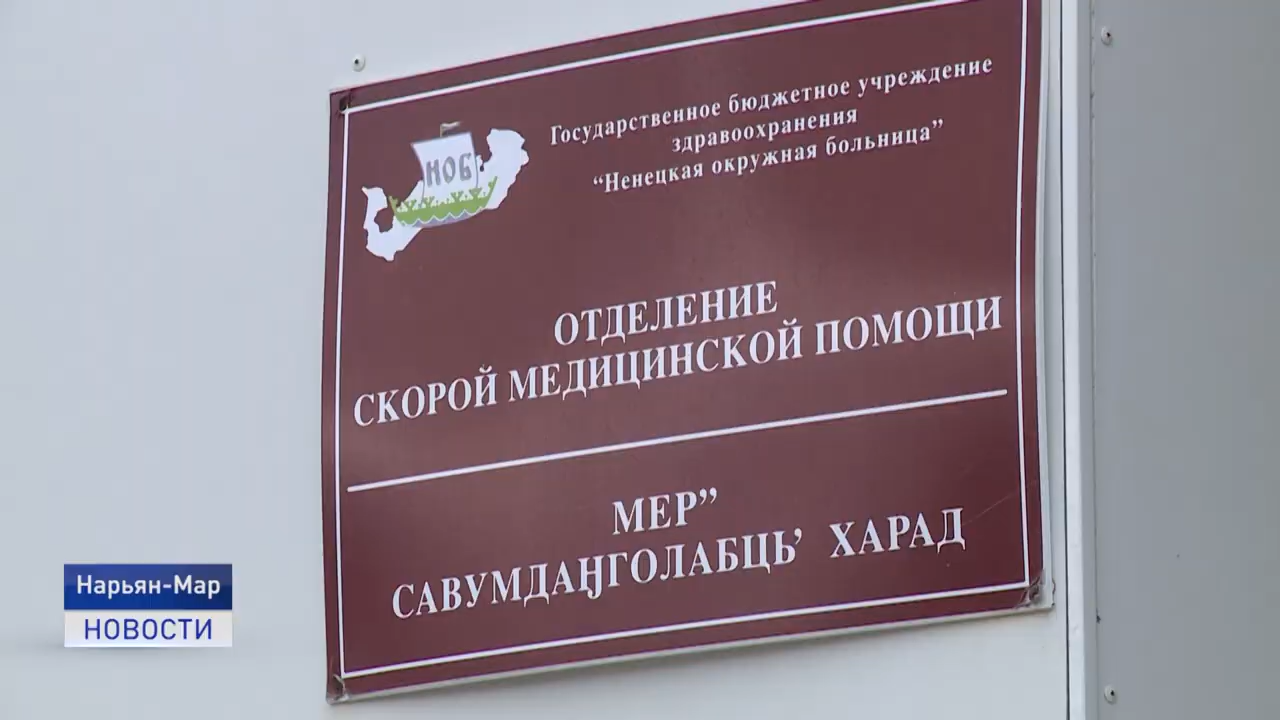 НОБ
Государственное бюджетное учреждение
здравоохранения
“Ненецкая окружная больница”
ОТДЕЛЕНИЕ
СКОРОЙ МЕДИЦИНСКОЙ ПОМОЩИ
МЕР”
САВУМДАӇГОЛАБЦЬ’ ХАРАД
Нарьян-Мар
НОВОСТИ